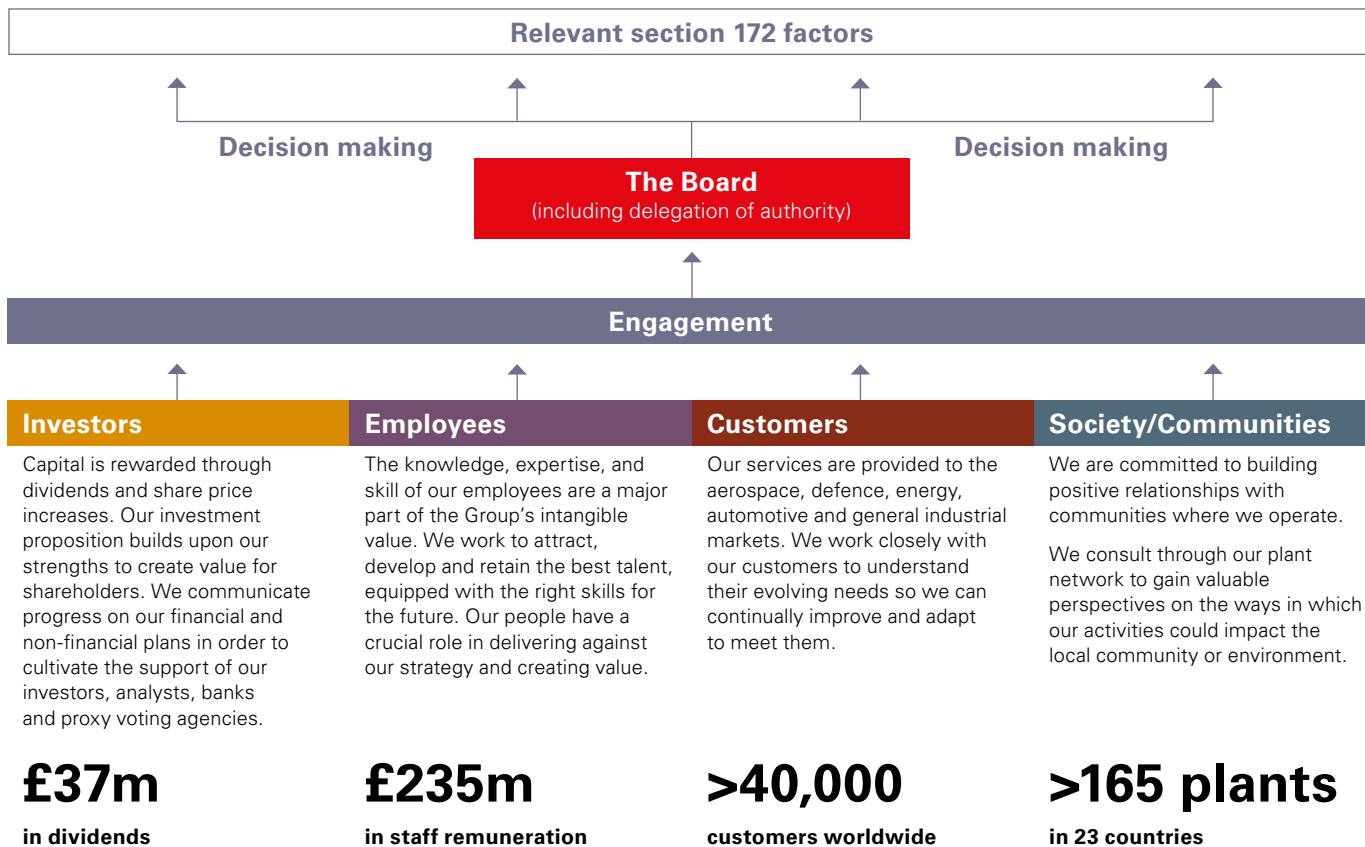 Relevant section 172 factors
Decision making
Decision making
The Board
(including delegation of authority)
Engagement
Investors
Capital is rewarded through
dividends and share price
increases. Our investment
proposition builds upon our
strengths to create value for
shareholders. We communicate
progress on our financial and
non-financial plans in order to
cultivate the support of our
investors, analysts, banks
and proxy voting agencies.
£37m
in dividends
Employees
The knowledge, expertise, and
skill of our employees are a major
part of the Group’s intangible
value. We work to attract,
develop and retain the best talent,
equipped with the right skills for
the future. Our people have a
crucial role in delivering against
our strategy and creating value.
£235m
in staff remuneration
Customers
Our services are provided to the
aerospace, defence, energy,
automotive and general industrial
markets. We work closely with
our customers to understand
their evolving needs so we can
continually improve and adapt
to meet them.
>40,000
customers worldwide
Society/Communities
We are committed to building
positive relationships with
communities where we operate.
We consult through our plant
network to gain valuable
perspectives on the ways in which
our activities could impact the
local community or environment.
>165 plants
in 23 countries